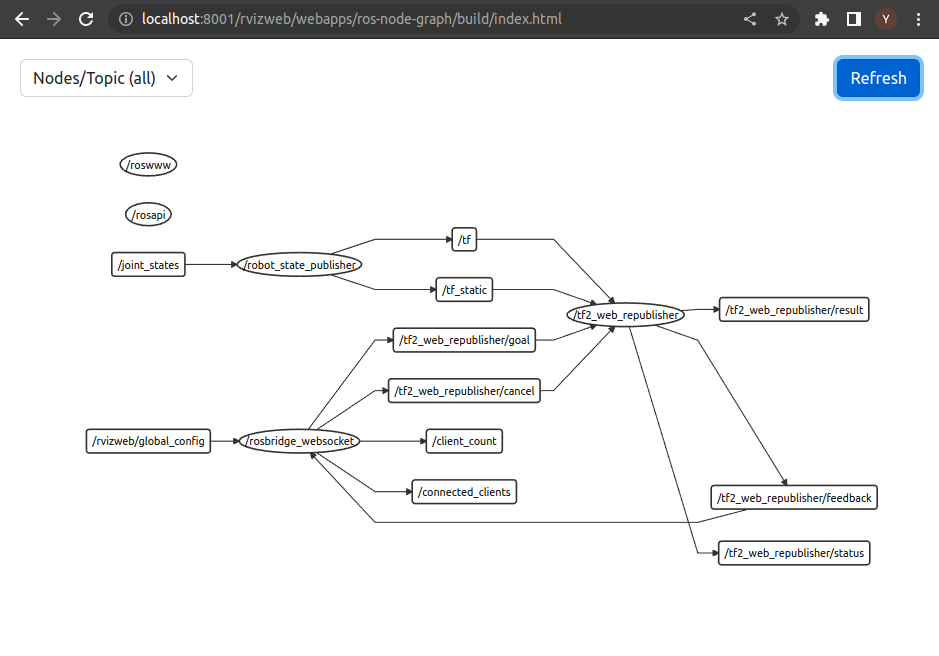 localhost:8001/rvizweb/webapps/ros-node-graph/build/index.html
Y
Nodes/Topic (all)
Refresh
/roswww
/rosapi
/tf
/joint_states
/robot_state_publisher
/tf_static
/tf2_web_republisher
/tf2_web_republisher/result
/tf2_web_republisher/goal
/tf2_web_republisher/cancel
/rvizweb/global_config
/rosbridge_websocket
/client_count
/connected_clients
/tf2_web_republisher/feedback
/tf2_web_republisher/status